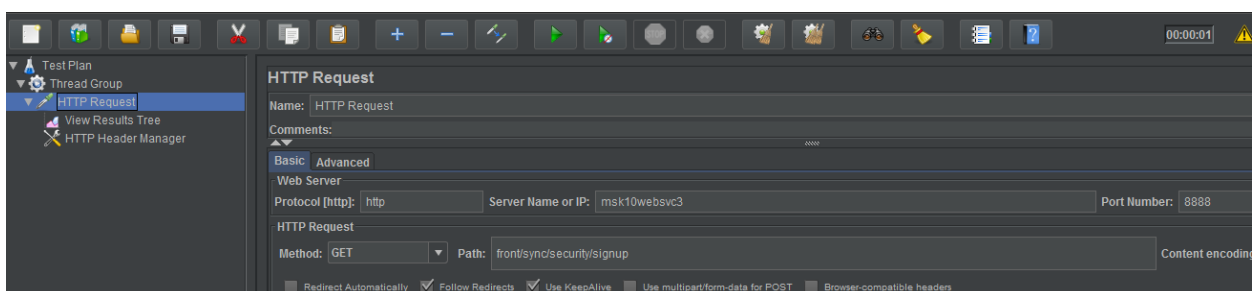 00:00:01
Test Plan
Thread Group
HTTP Request
View Results Tree
HTTP Header Manager
HTTP Request
Name: HTTP Request
Comments:
Basic Advanced
Web Server
Protocol [http]: http Server Name or IP: msk10websvc3 Port Number: 8888
HTTP Request
Method: GET Path: front/sync/security/signup Content encoding
Redirect Automatically Follow Redirects Use KeepAlive Use multipart/form-data for POST Browser-compatible headers